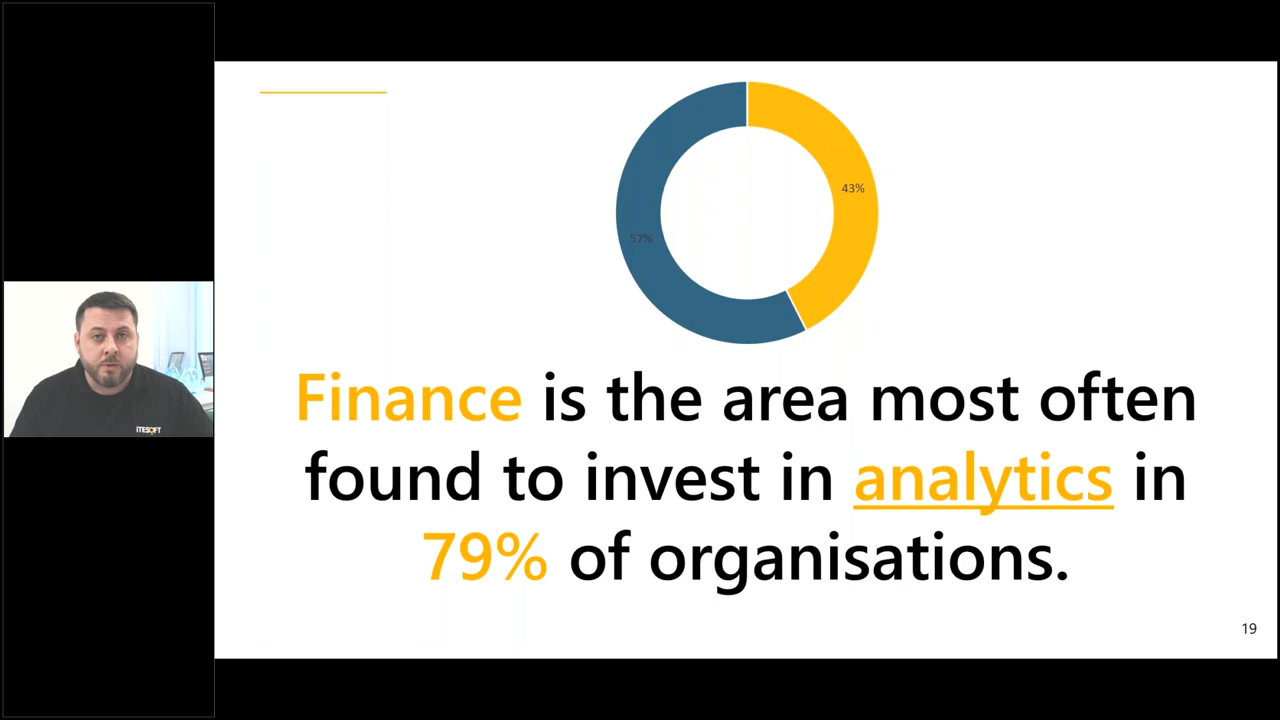 43%
57%
Finance is the area most often
found to invest in analytics in
79% of organisations.
19
ITESOFT